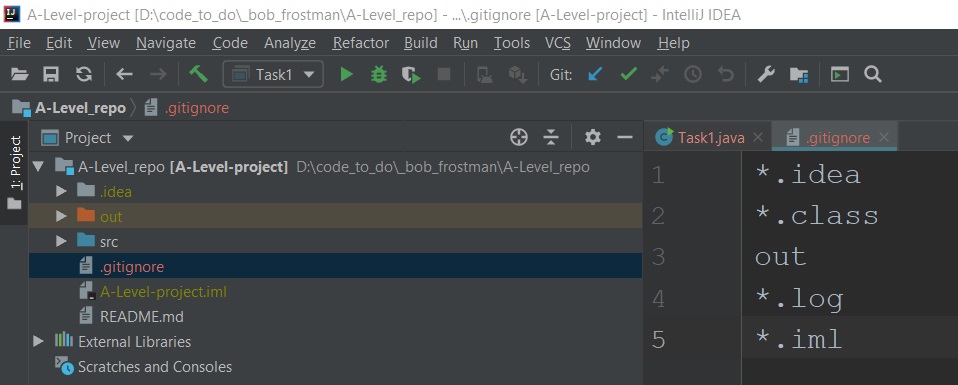 A-Level-project [D:\code_to_do\_bob_frostman\A-Level_repo] - ...\.gitignore [A-Level-project] - IntelliJ IDEA
File Edit View Navigate Code Analyze Refactor Build Run Tools VCS Window Help
Task1 Git:
A-Level_repo .gitignore
1: Project
Project
Task1.java .gitignore
A-Level_repo [A-Level-project] D:\code_to_do\_bob_frostman\A-Level_repo
.idea
out
src
.gitignore
A-Level-project.iml
README.md
External Libraries
Scratches and Consoles
1 *.idea
2 *.class
3 out
4 *.log
5 *.iml